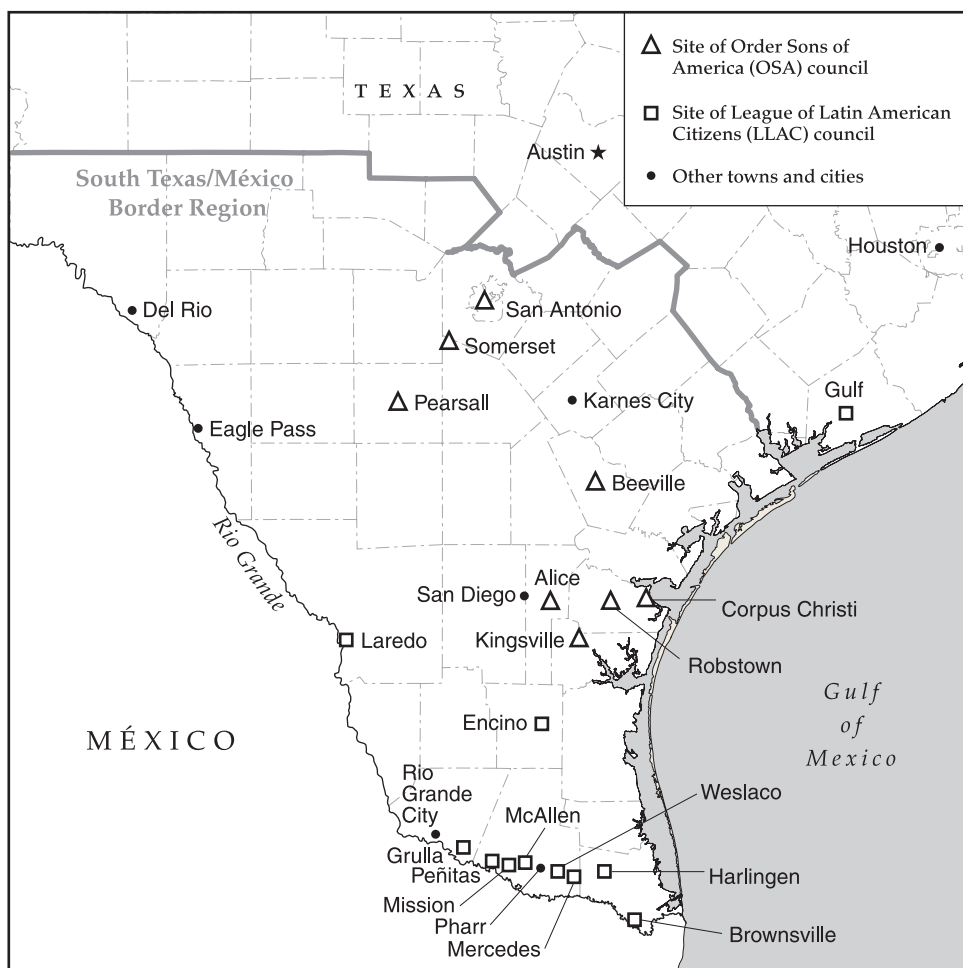 Site of Order Sons of
America (OSA) council
Site of League of Latin American
Citizens (LLAC) council
Other towns and cities
TEXAS
Austin
South Texas/México
Border Region
Houston
Del Rio
San Antonio
Somerset
Pearsall
Karnes City
Gulf
Eagle Pass
Beeville
Rio Grande
Alice
San Diego
Corpus Christi
Kingsville
Laredo
Robstown
Gulf
of
Mexico
Encino
MÉXICO
Rio
Grande
City
Weslaco
McAllen
Grulla
Peñitas
Harlingen
Mission
Pharr
Mercedes
Brownsville